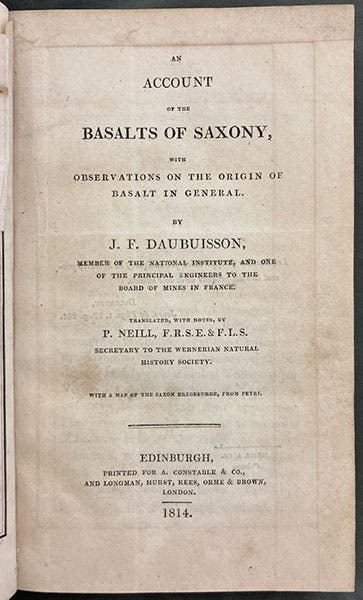 AN
ACCOUNT
OF THE
BASALTS OF SAXONY,
WITH
OBSERVATIONS ON THE ORIGIN OF
BASALT IN GENERAL.
BY
J. F. DAUBUISSON,
MEMBER OF THE NATIONAL INSTITUTE, AND ONE
OF THE PRINCIPAL ENGINEERS TO THE
BOARD OF MINES IN FRANCE.
TRANSLATED, WITH NOTES, BY
P. NEILL, F.R.S.E. & F.L.S.
SECRETARY TO THE WERNERIAN NATURAL
HISTORY SOCIETY.
WITH A MAP OF THE SAXON ERZGEBURGE, FROM PETRI.
EDINBURGH,
PRINTED FOR A. CONSTABLE & CO.,
AND LONGMAN, HURST, REES, ORME & BROWN,
LONDON.
1814.